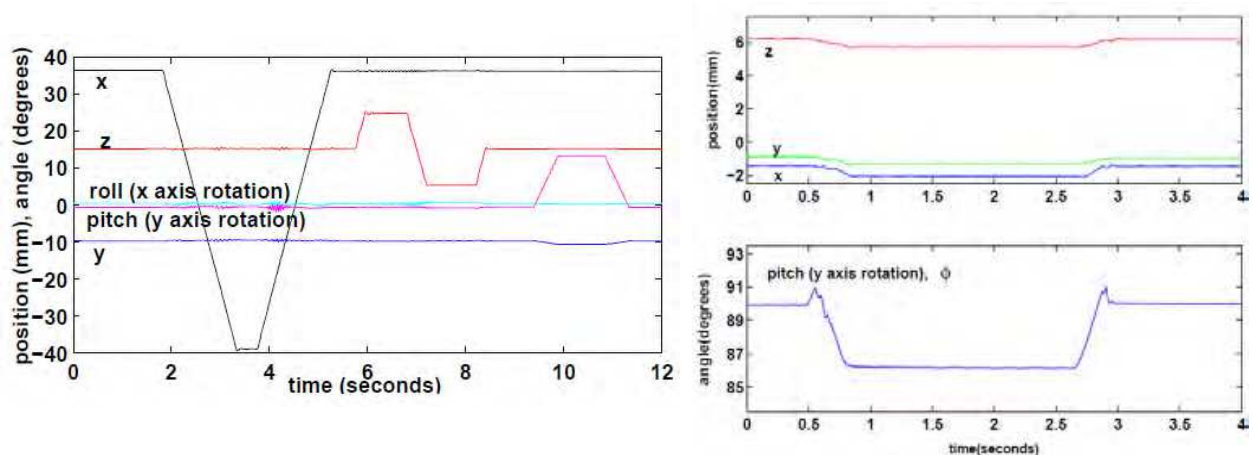 40
30
20
10
0
−10
−20
−30
−40
position (mm), angle (degrees)
x
z
roll (x axis rotation)
pitch (y axis rotation)
y
0 2 4 6 8 10 12
time (seconds)
6
4
2
0
−2
position(mm)
z
y
x
0 0.5 1 1.5 2 2.5 3 3.5 4
93
91
89
87
85
angle(degrees)
pitch (y axis rotation), ϕ
0 0.5 1 1.5 2 2.5 3 3.5 4
time(seconds)